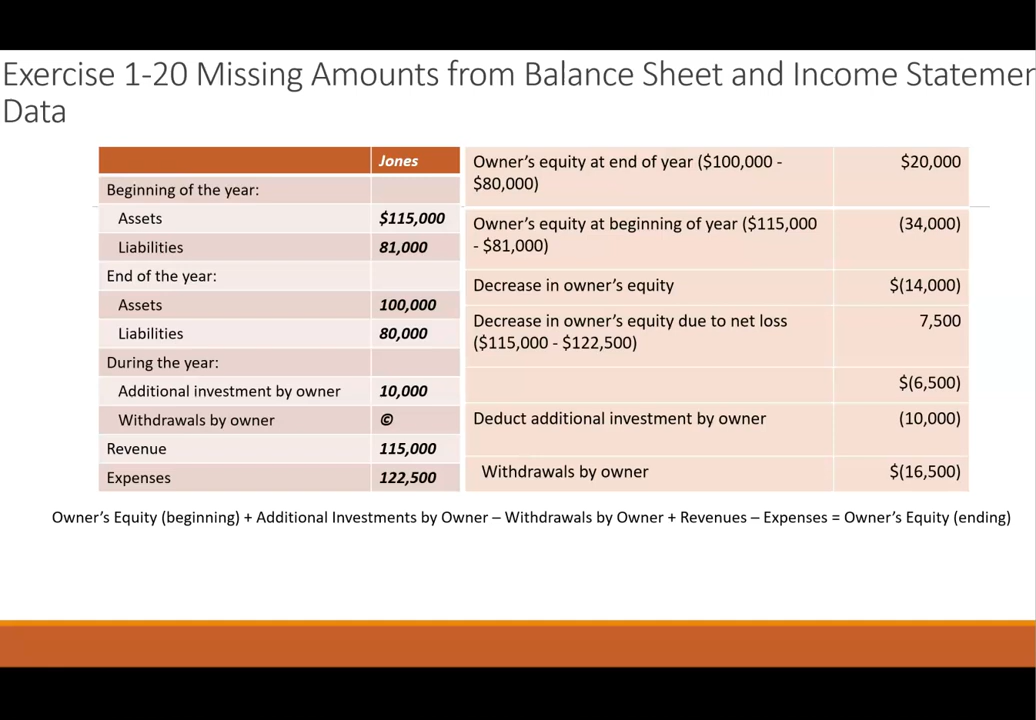 Exercise 1-20 Missing Amounts from Balance Sheet and Income Statemen
Data
Jones
Beginning of the year:
Assets $115,000
Liabilities 81,000
End of the year:
Assets 100,000
Liabilities 80,000
During the year:
Additional investment by owner 10,000
Withdrawals by owner ©
Revenue 115,000
Expenses 122,500
Owner’s equity at end of year ($100,000 - $20,000
$80,000)
Owner’s equity at beginning of year ($115,000 (34,000)
- $81,000)
Decrease in owner’s equity $(14,000)
Decrease in owner’s equity due to net loss 7,500
($115,000 - $122,500)
$(6,500)
Deduct additional investment by owner (10,000)
Withdrawals by owner $(16,500)
Owner’s Equity (beginning) + Additional Investments by Owner – Withdrawals by Owner + Revenues – Expenses = Owner’s Equity (ending)